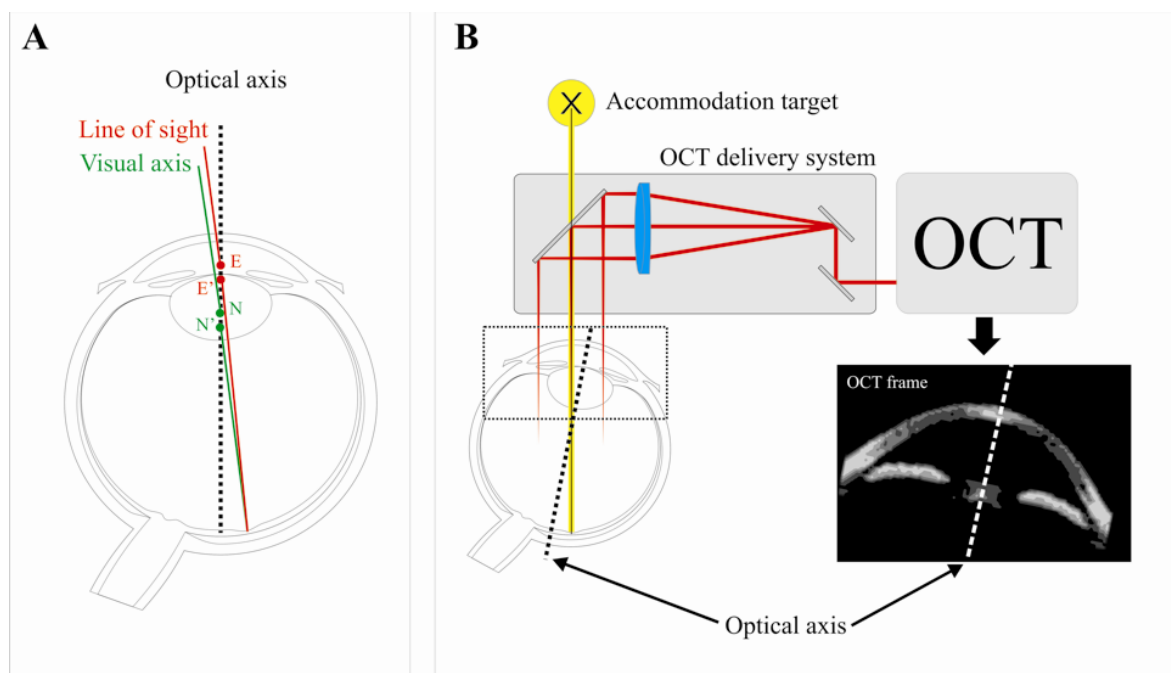 A
Optical axis
Line of sight
Visual axis
E
E'
N
N'
B
X
Accommodation target
OCT delivery system
OCT
OCT frame
Optical axis